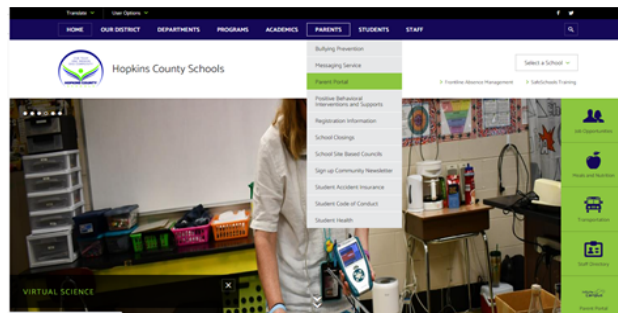 Translate
User Options
HOME
OUR DISTRICT
DEPARTMENTS
PROGRAMS
ACADEMICS
PARENTS
STUDENTS
STAFF
HOPKINS COUNTY
Hopkins County Schools
Select a School
Frontline Absence Management
SafeSchools Training
Bullying Prevention
Messaging Service
Parent Portal
Positive Behavioral
Interventions and Supports
Registration Information
School Closings
School Site Based Councils
Sign up Community Newsletter
Student Accident Insurance
Student Code of Conduct
Student Health
Job Opportunities
Meals and Nutrition
Transportation
Staff Directory
Campus
Parent Portal
VIRTUAL SCIENCE